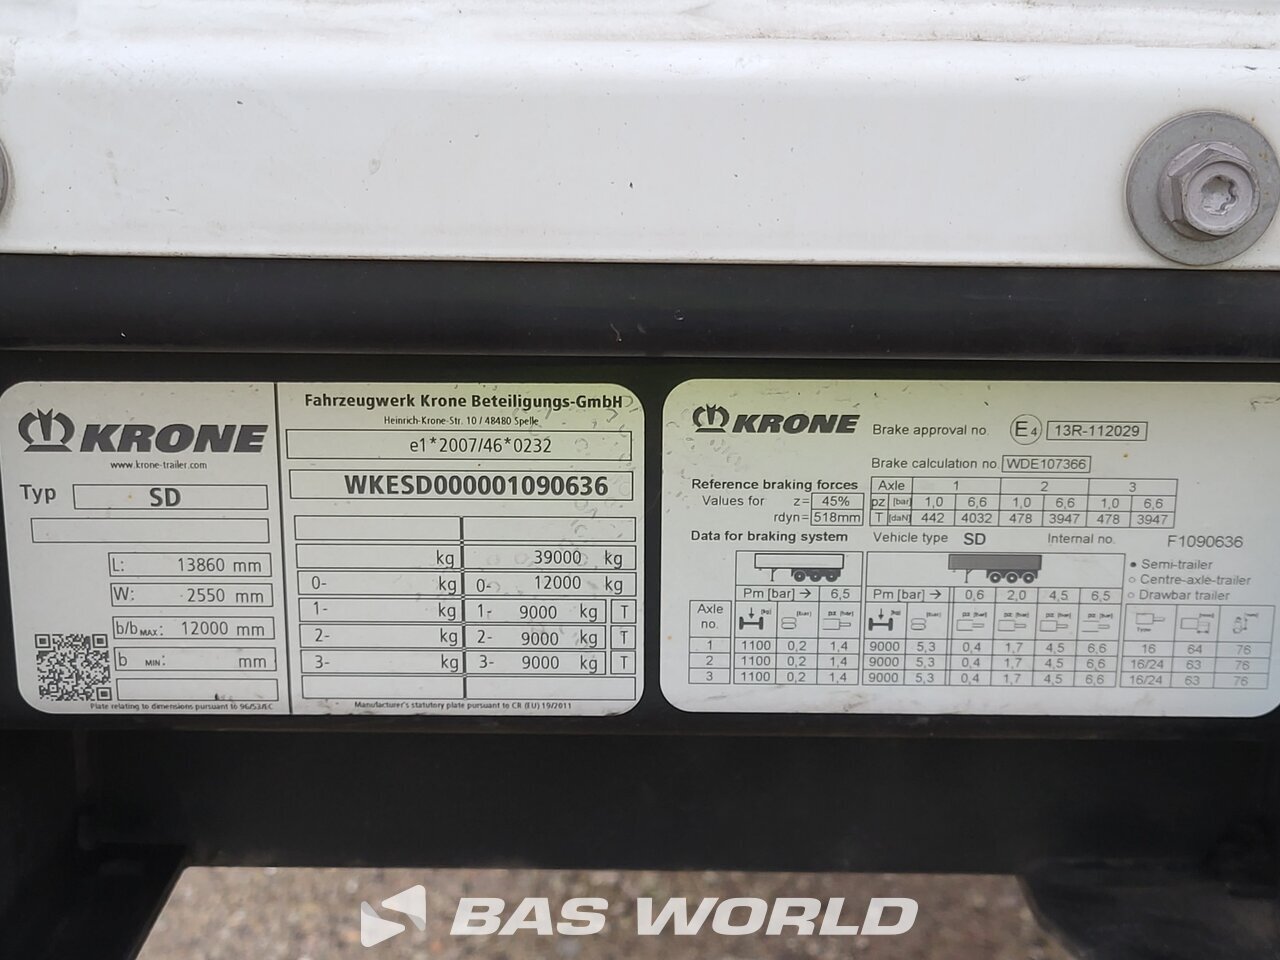 KRONE
www.krone-trailer.com
Typ SD
L: 13860 mm
W: 2550 mm
b/b MAX: 12000 mm
b MIN: mm
Plate relating to dimensions pursuant to 96/53/EC
Fahrzeugwerk Krone Beteiligungs-GmbH
Heinrich-Krone-Str. 10 / 48480 Spelle
e1*2007/46*0232
WKESD000001090636
kg 39000 kg
0- kg 0- 12000 kg
1- kg 1- 9000 kg T
2- kg 2- 9000 kg T
3- kg 3- 9000 kg T
Manufacturer's statutory plate pursuant to CR (EU) 19/2011
KRONE Brake approval no. E4 13R-112029
Brake calculation no WDE107366
Reference braking forces Axle 1 2 3
Values for z= 45% pz [bar] 1,0 6,6 1,0 6,6 1,0 6,6
rdyn= 518mm T [daN] 442 4032 478 3947 478 3947
Data for braking system Vehicle type SD Internal no. F1090636
Semi-trailer
Centre-axle-trailer
Drawbar trailer
Pm [bar] → 6,5 Pm [bar] → 0,6 2,0 4,5 6,5
Axle no.
1 1100 0,2 1,4 9000 5,3 0,4 1,7 4,5 6,6 16 64 76
2 1100 0,2 1,4 9000 5,3 0,4 1,7 4,5 6,6 16/24 63 76
3 1100 0,2 1,4 9000 5,3 0,4 1,7 4,5 6,6 16/24 63 76
BAS WORLD